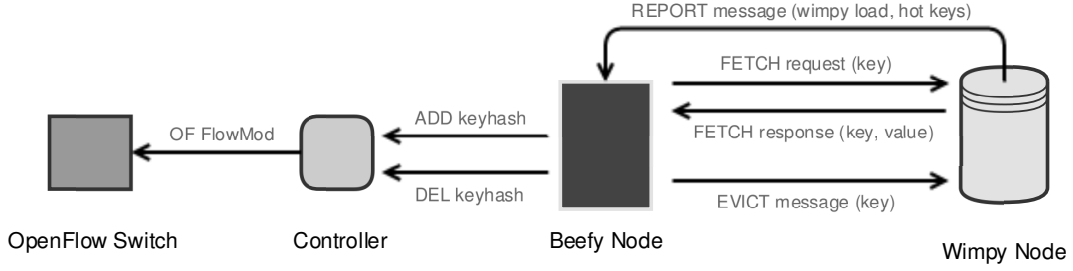 REPORT message (wimpy load, hot keys)
FETCH request (key)
ADD keyhash
OF FlowMod
FETCH response (key, value)
DEL keyhash
EVICT message (key)
OpenFlow Switch
Controller
Beefy Node
Wimpy Node